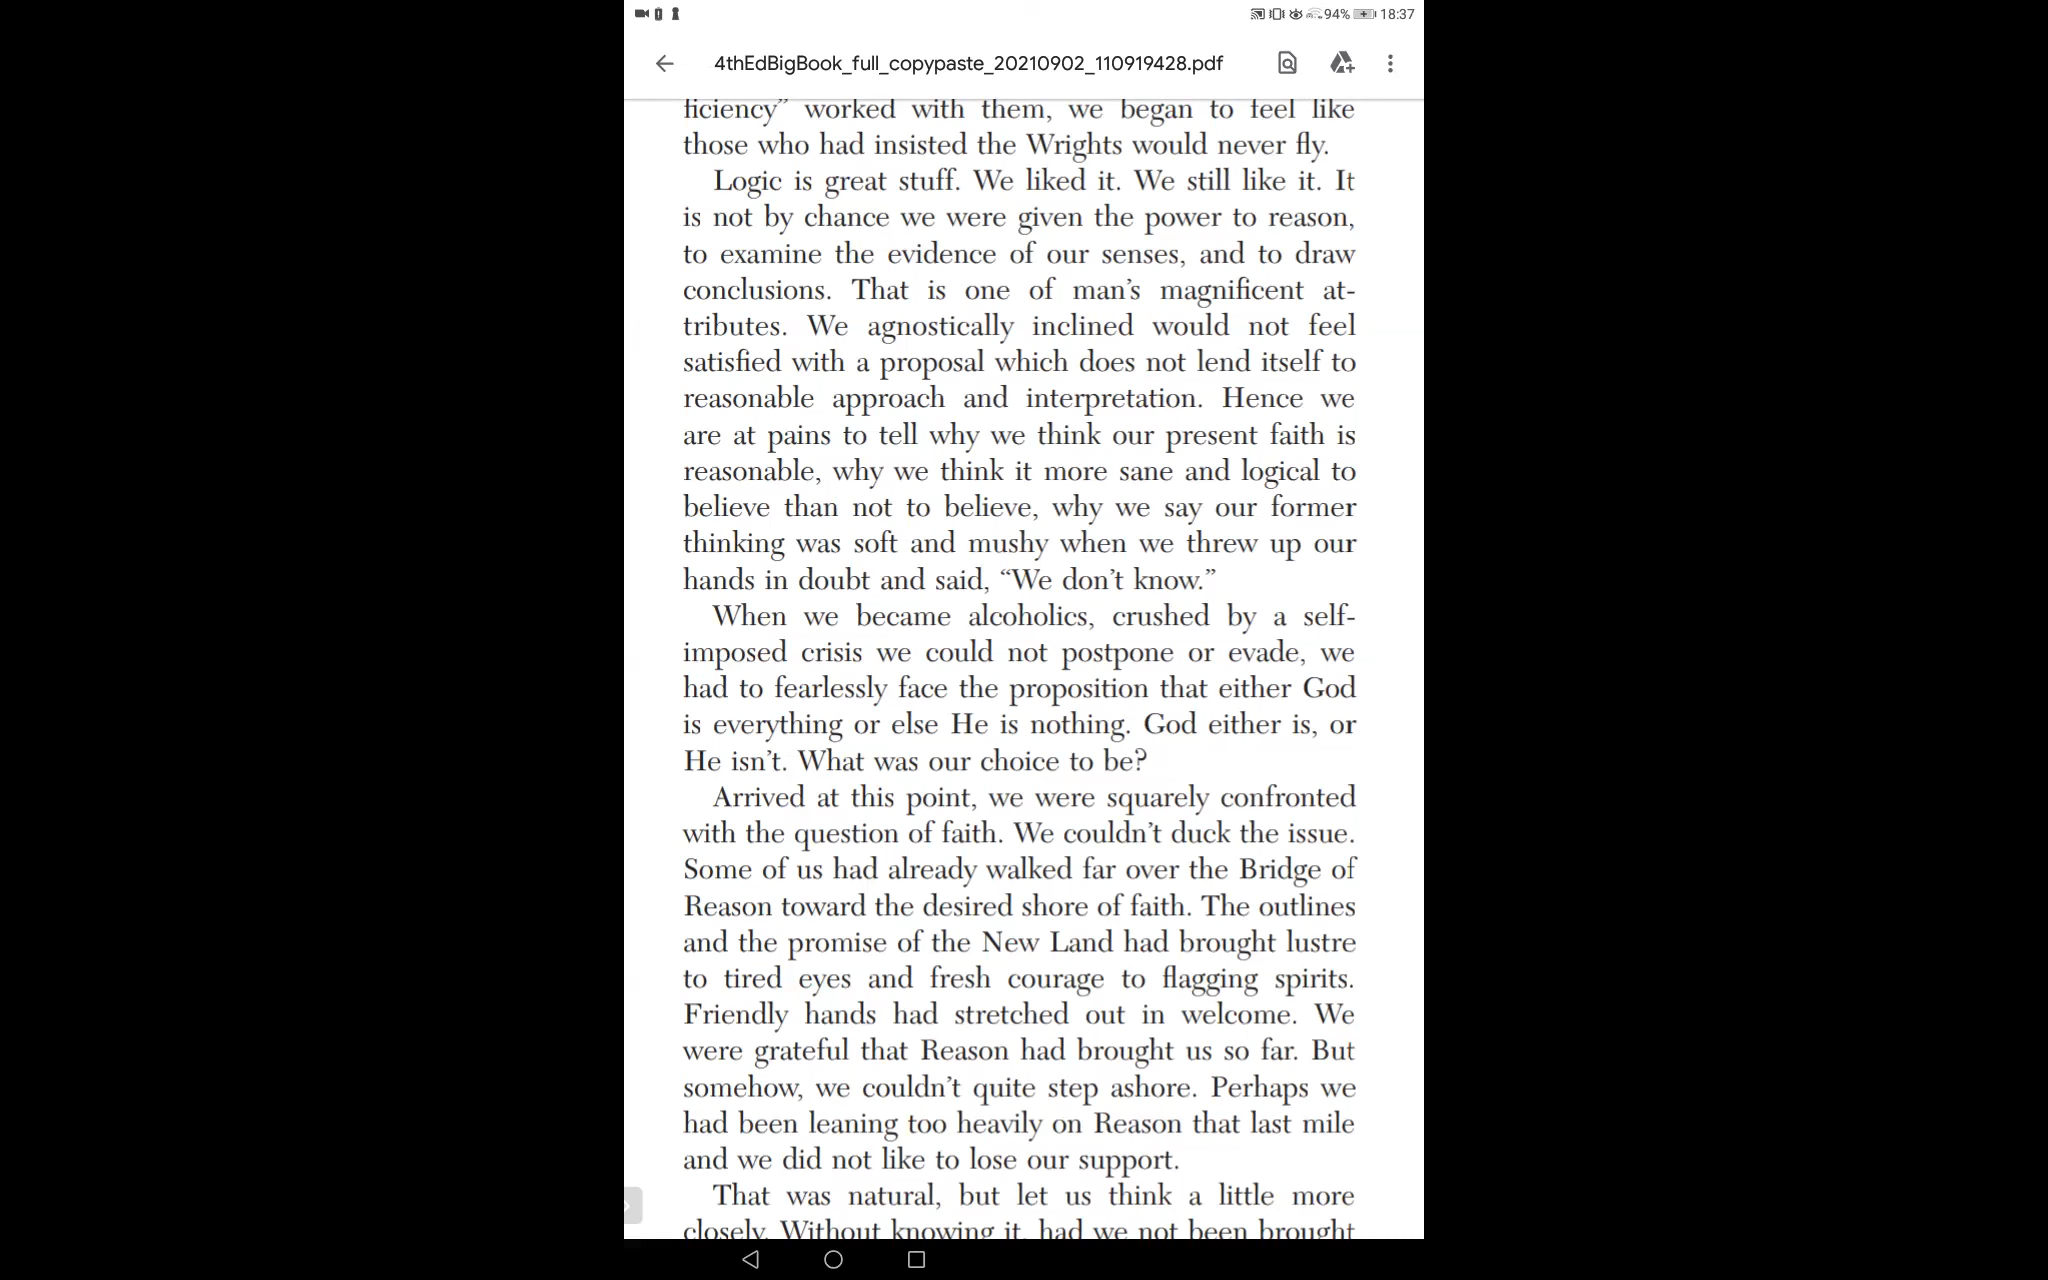 94% 18:37
4thEdBigBook_full_copypaste_20210902_110919428.pdf
ficiency” worked with them, we began to feel like
those who had insisted the Wrights would never fly.
Logic is great stuff. We liked it. We still like it. It
is not by chance we were given the power to reason,
to examine the evidence of our senses, and to draw
conclusions. That is one of man’s magnificent at-
tributes. We agnostically inclined would not feel
satisfied with a proposal which does not lend itself to
reasonable approach and interpretation. Hence we
are at pains to tell why we think our present faith is
reasonable, why we think it more sane and logical to
believe than not to believe, why we say our former
thinking was soft and mushy when we threw up our
hands in doubt and said, “We don’t know.”
When we became alcoholics, crushed by a self-
imposed crisis we could not postpone or evade, we
had to fearlessly face the proposition that either God
is everything or else He is nothing. God either is, or
He isn’t. What was our choice to be?
Arrived at this point, we were squarely confronted
with the question of faith. We couldn’t duck the issue.
Some of us had already walked far over the Bridge of
Reason toward the desired shore of faith. The outlines
and the promise of the New Land had brought lustre
to tired eyes and fresh courage to flagging spirits.
Friendly hands had stretched out in welcome. We
were grateful that Reason had brought us so far. But
somehow, we couldn’t quite step ashore. Perhaps we
had been leaning too heavily on Reason that last mile
and we did not like to lose our support.
That was natural, but let us think a little more
closely. Without knowing it, had we not been brought